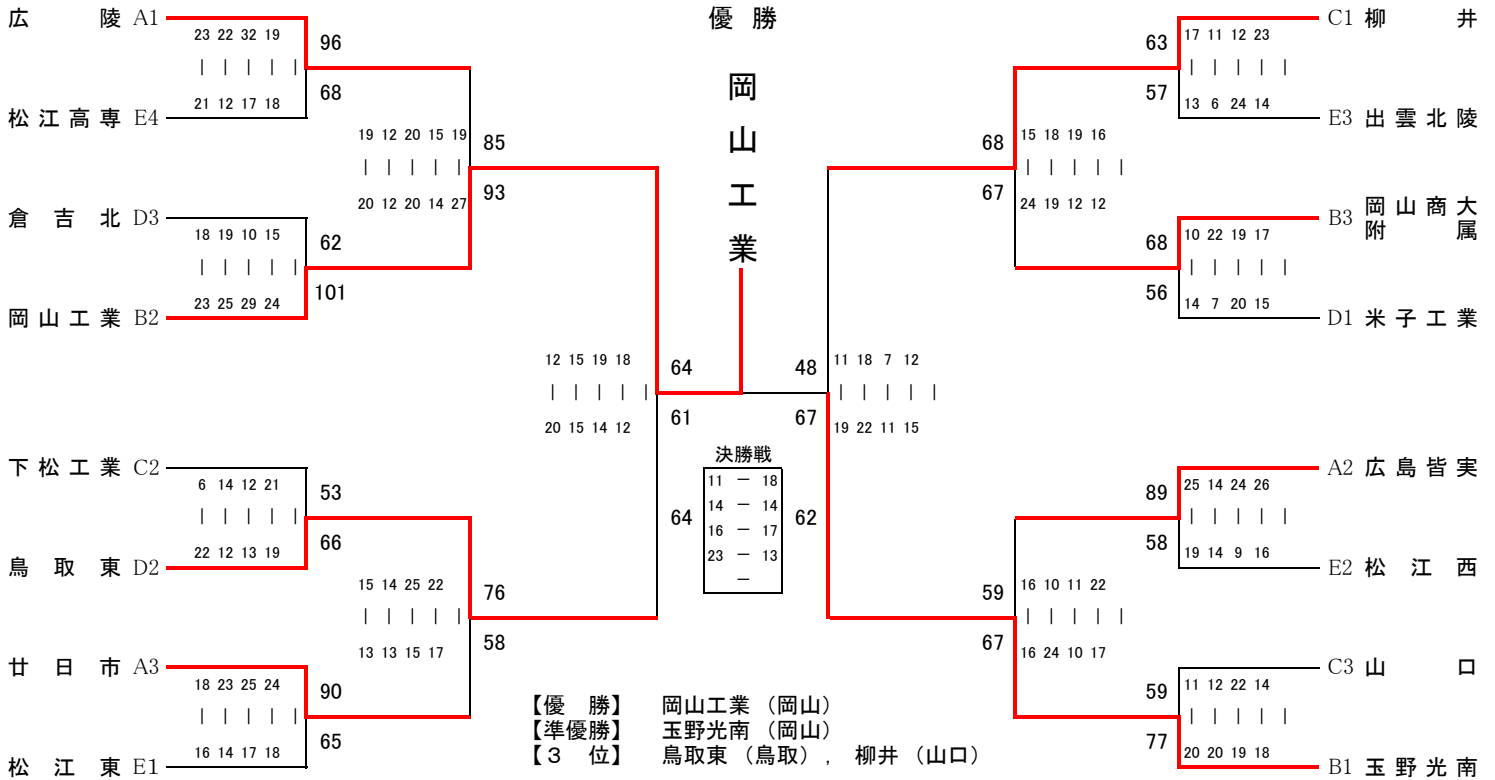 優勝
岡山工業
広陵 A1
23 22 32 19
| | | | |
21 12 17 18
96
68
松江高専 E4
19 12 20 15 19
| | | | |
20 12 20 14 27
85
93
倉吉北 D3
18 19 10 15
| | | | |
23 25 29 24
62
101
岡山工業 B2
12 15 19 18
| | | | |
20 15 14 12
64
61
下松工業 C2
6 14 12 21
| | | | |
22 12 13 19
53
66
鳥取東 D2
15 14 25 22
| | | | |
13 13 15 17
76
58
廿日市 A3
18 23 25 24
| | | | |
16 14 17 18
90
65
松江東 E1
決勝戦
64
11 － 18
14 － 14
16 － 17
23 － 13
－
62
C1 柳井
63
57
17 11 12 23
| | | | |
13 6 24 14
E3 出雲北陵
68
67
15 18 19 16
| | | | |
24 19 12 12
B3 岡山商大
附属
68
56
10 22 19 17
| | | | |
14 7 20 15
D1 米子工業
48
67
11 18 7 12
| | | | |
19 22 11 15
A2 広島皆実
89
58
25 14 24 26
| | | | |
19 14 9 16
E2 松江西
59
67
16 10 11 22
| | | | |
16 24 10 17
C3 山口
59
77
11 12 22 14
| | | | |
20 20 19 18
B1 玉野光南
【優　勝】　岡山工業 （岡山）
【準優勝】　玉野光南 （岡山）
【３　位】　鳥取東 （鳥取） ， 柳井 （山口）